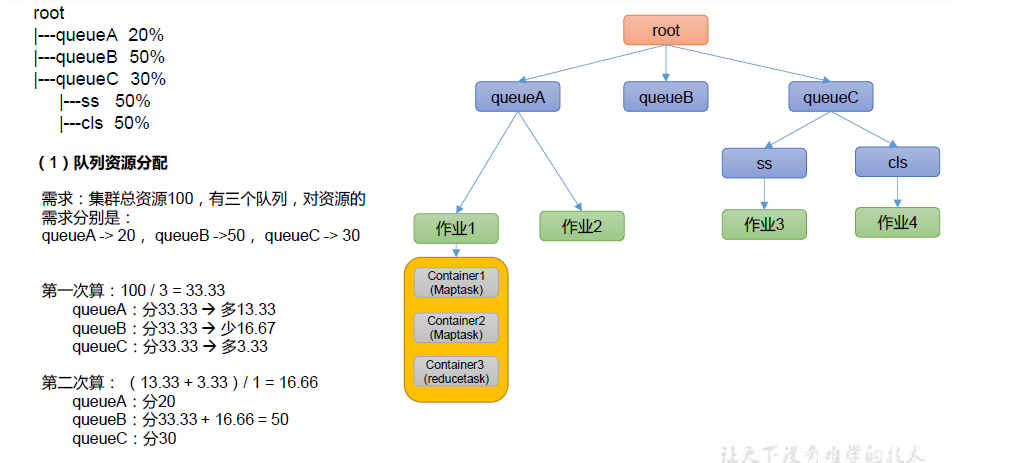 root
|---queueA 20%
|---queueB 50%
|---queueC 30%
|---ss 50%
|---cls 50%
（1）队列资源分配
需求：集群总资源100，有三个队列，对资源的
需求分别是：
queueA -> 20， queueB ->50， queueC -> 30
第一次算：100 / 3 = 33.33
queueA：分33.33 → 多13.33
queueB：分33.33 → 少16.67
queueC：分33.33 → 多3.33
第二次算：（13.33 + 3.33）/ 1 = 16.66
queueA：分20
queueB：分33.33 + 16.66 = 50
queueC：分30
root
queueA
queueB
queueC
ss
cls
作业1
作业2
作业3
作业4
Container1
(Maptask)
Container2
(Maptask)
Container3
(reducetask)
让天下没有难学的技术